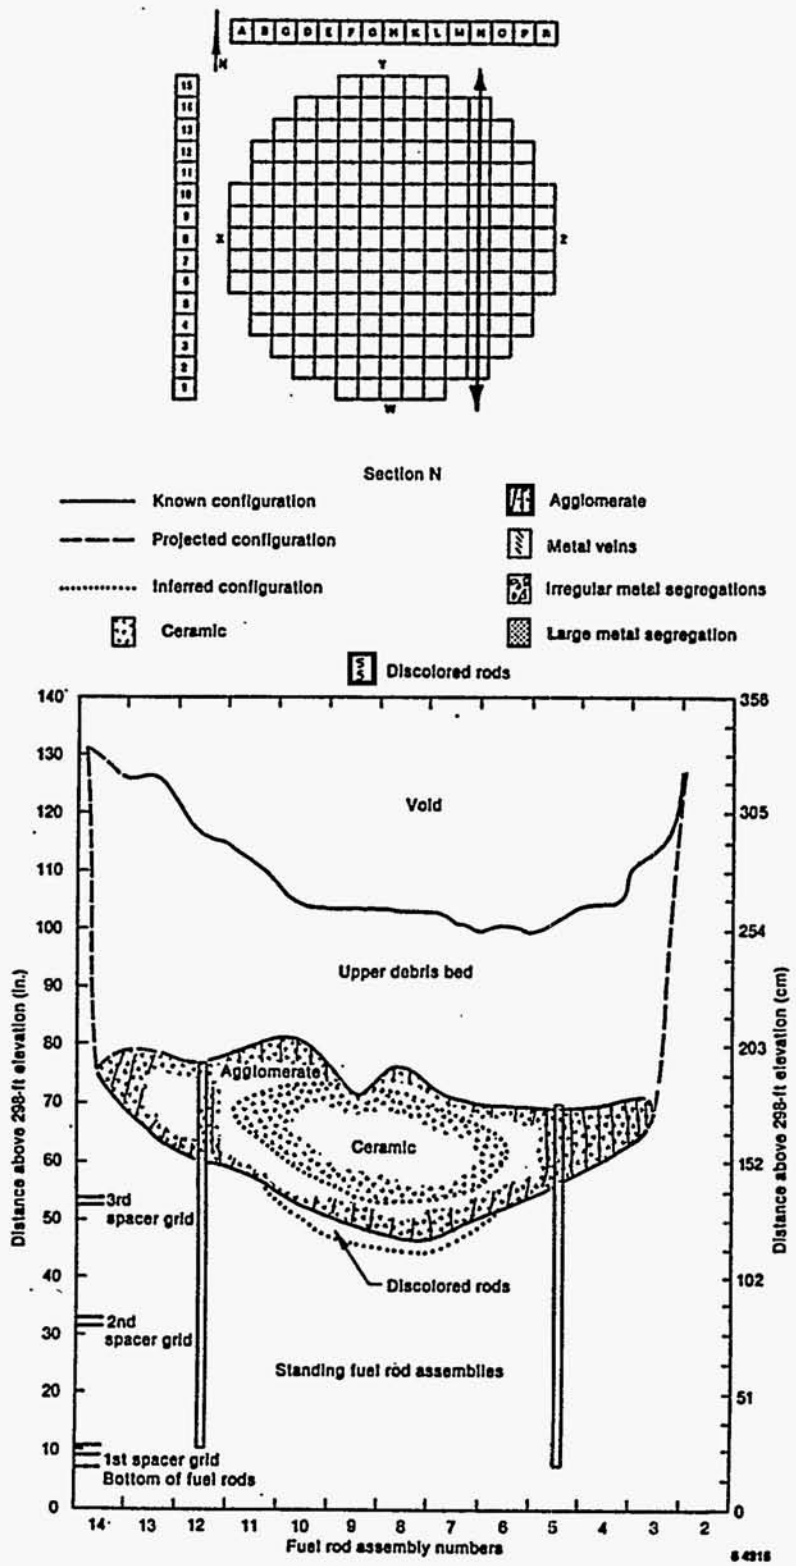 A B C D E F G H K L M N O P R
N
Y
15
14
13
12
11
10
9
8
7
6
5
4
3
2
1
X
Z
W
Section N
Known configuration
Projected configuration
Inferred configuration
Ceramic
Agglomerate
Metal veins
Irregular metal segregations
Large metal segregation
Discolored rods
140
130
120
110
100
90
80
70
60
50
40
30
20
10
0
Distance above 298-ft elevation (in.)
358
305
254
203
152
102
51
0
Distance above 298-ft elevation (cm)
Void
Upper debris bed
Agglomerate
Ceramic
3rd
spacer grid
Discolored rods
2nd
spacer grid
Standing fuel rod assemblies
1st spacer grid
Bottom of fuel rods
14 13 12 11 10 9 8 7 6 5 4 3 2
Fuel rod assembly numbers